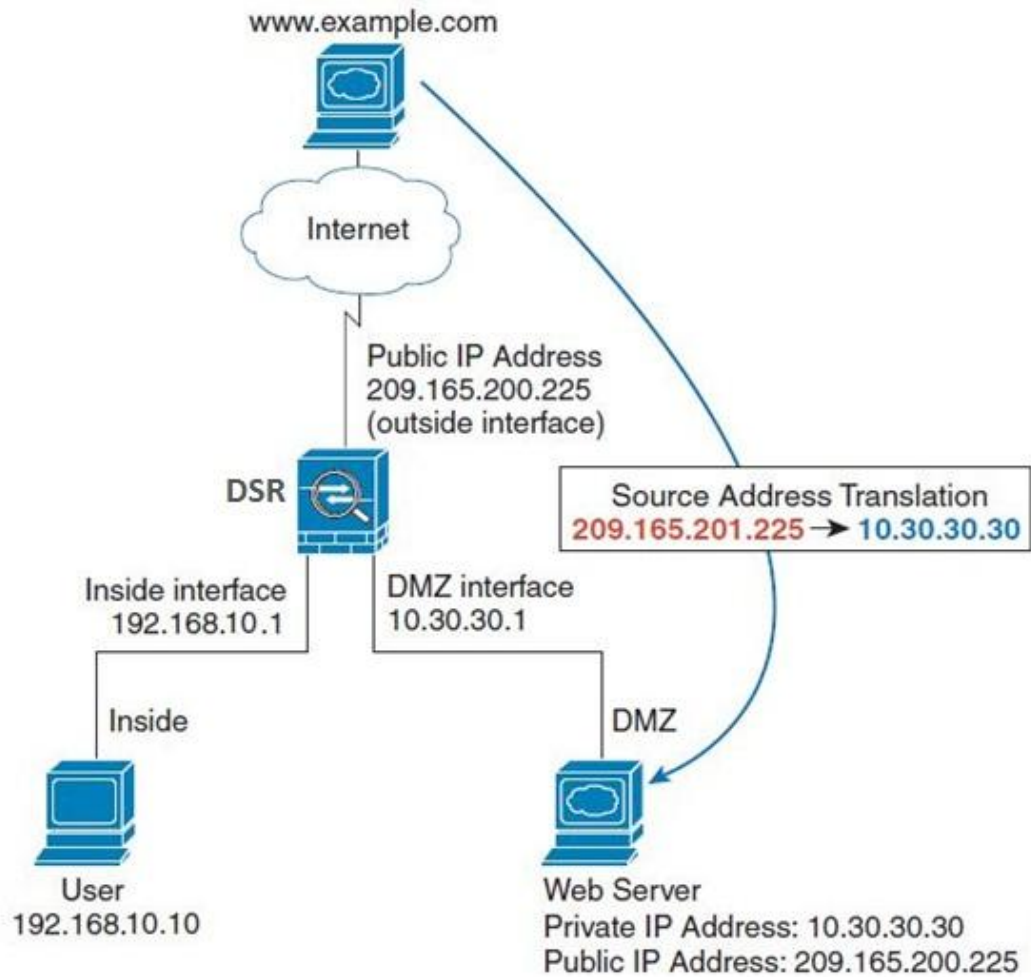 www.example.com
Internet
Public IP Address
209.165.200.225
(outside interface)
DSR
Source Address Translation
209.165.201.225 → 10.30.30.30
Inside interface
192.168.10.1
DMZ interface
10.30.30.1
Inside
DMZ
User
192.168.10.10
Web Server
Private IP Address: 10.30.30.30
Public IP Address: 209.165.200.225